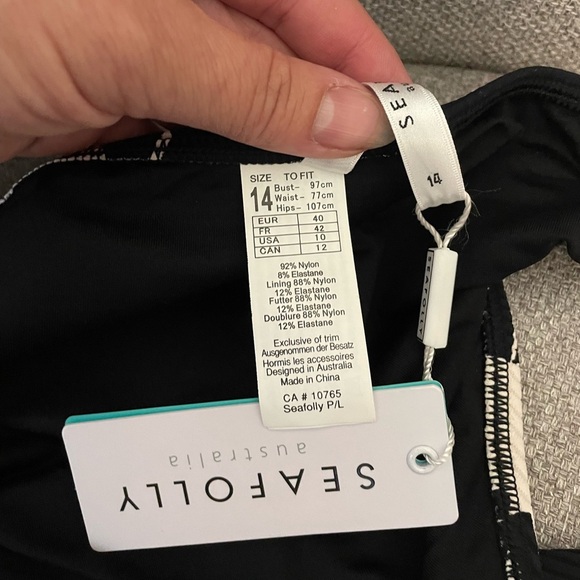 SEA
14
SIZE TO FIT
14 Bust- 97cm
Waist- 77cm
Hips- 107cm
EUR 40
FR 42
USA 10
CAN 12
92% Nylon
8% Elastane
Lining 88% Nylon
12% Elastane
Futter 88% Nylon
12% Elastane
Doublure 88% Nylon
12% Elastane
Exclusive of trim
Ausgenommen der Besatz
Hormis les accessoires
Designed in Australia
Made in China
CA # 10765
Seafolly P/L
SEAFOLLY
SEAFOLLY
australia